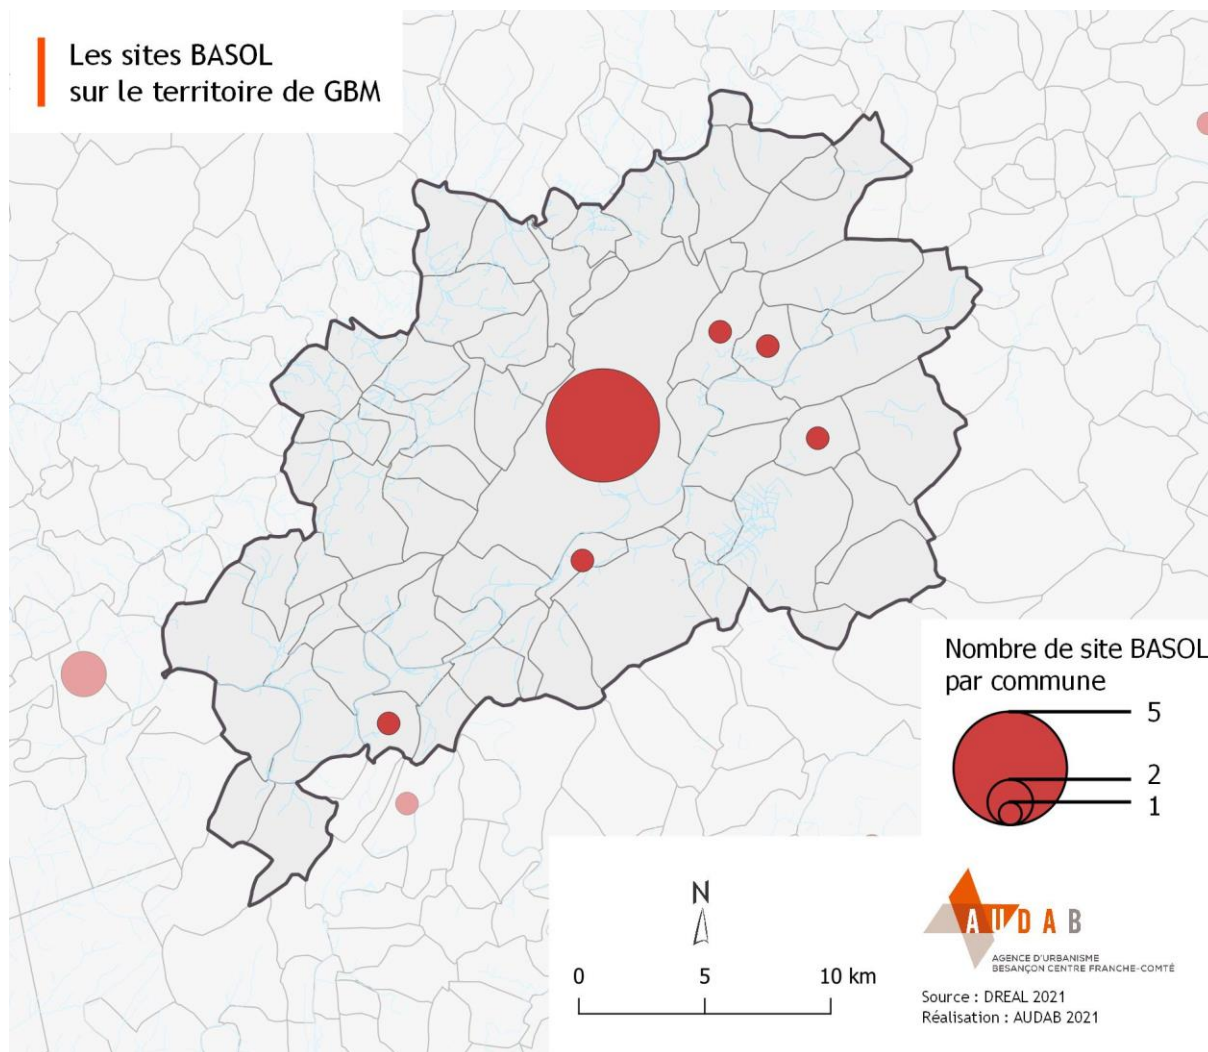 Les sites BASOL
sur le territoire de GBM
Nombre de site BASOL
par commune
5
2
1
N
0 5 10 km
AUDAB
AGENCE D'URBANISME
BESANÇON CENTRE FRANCHE-COMTÉ
Source : DREAL 2021
Réalisation : AUDAB 2021